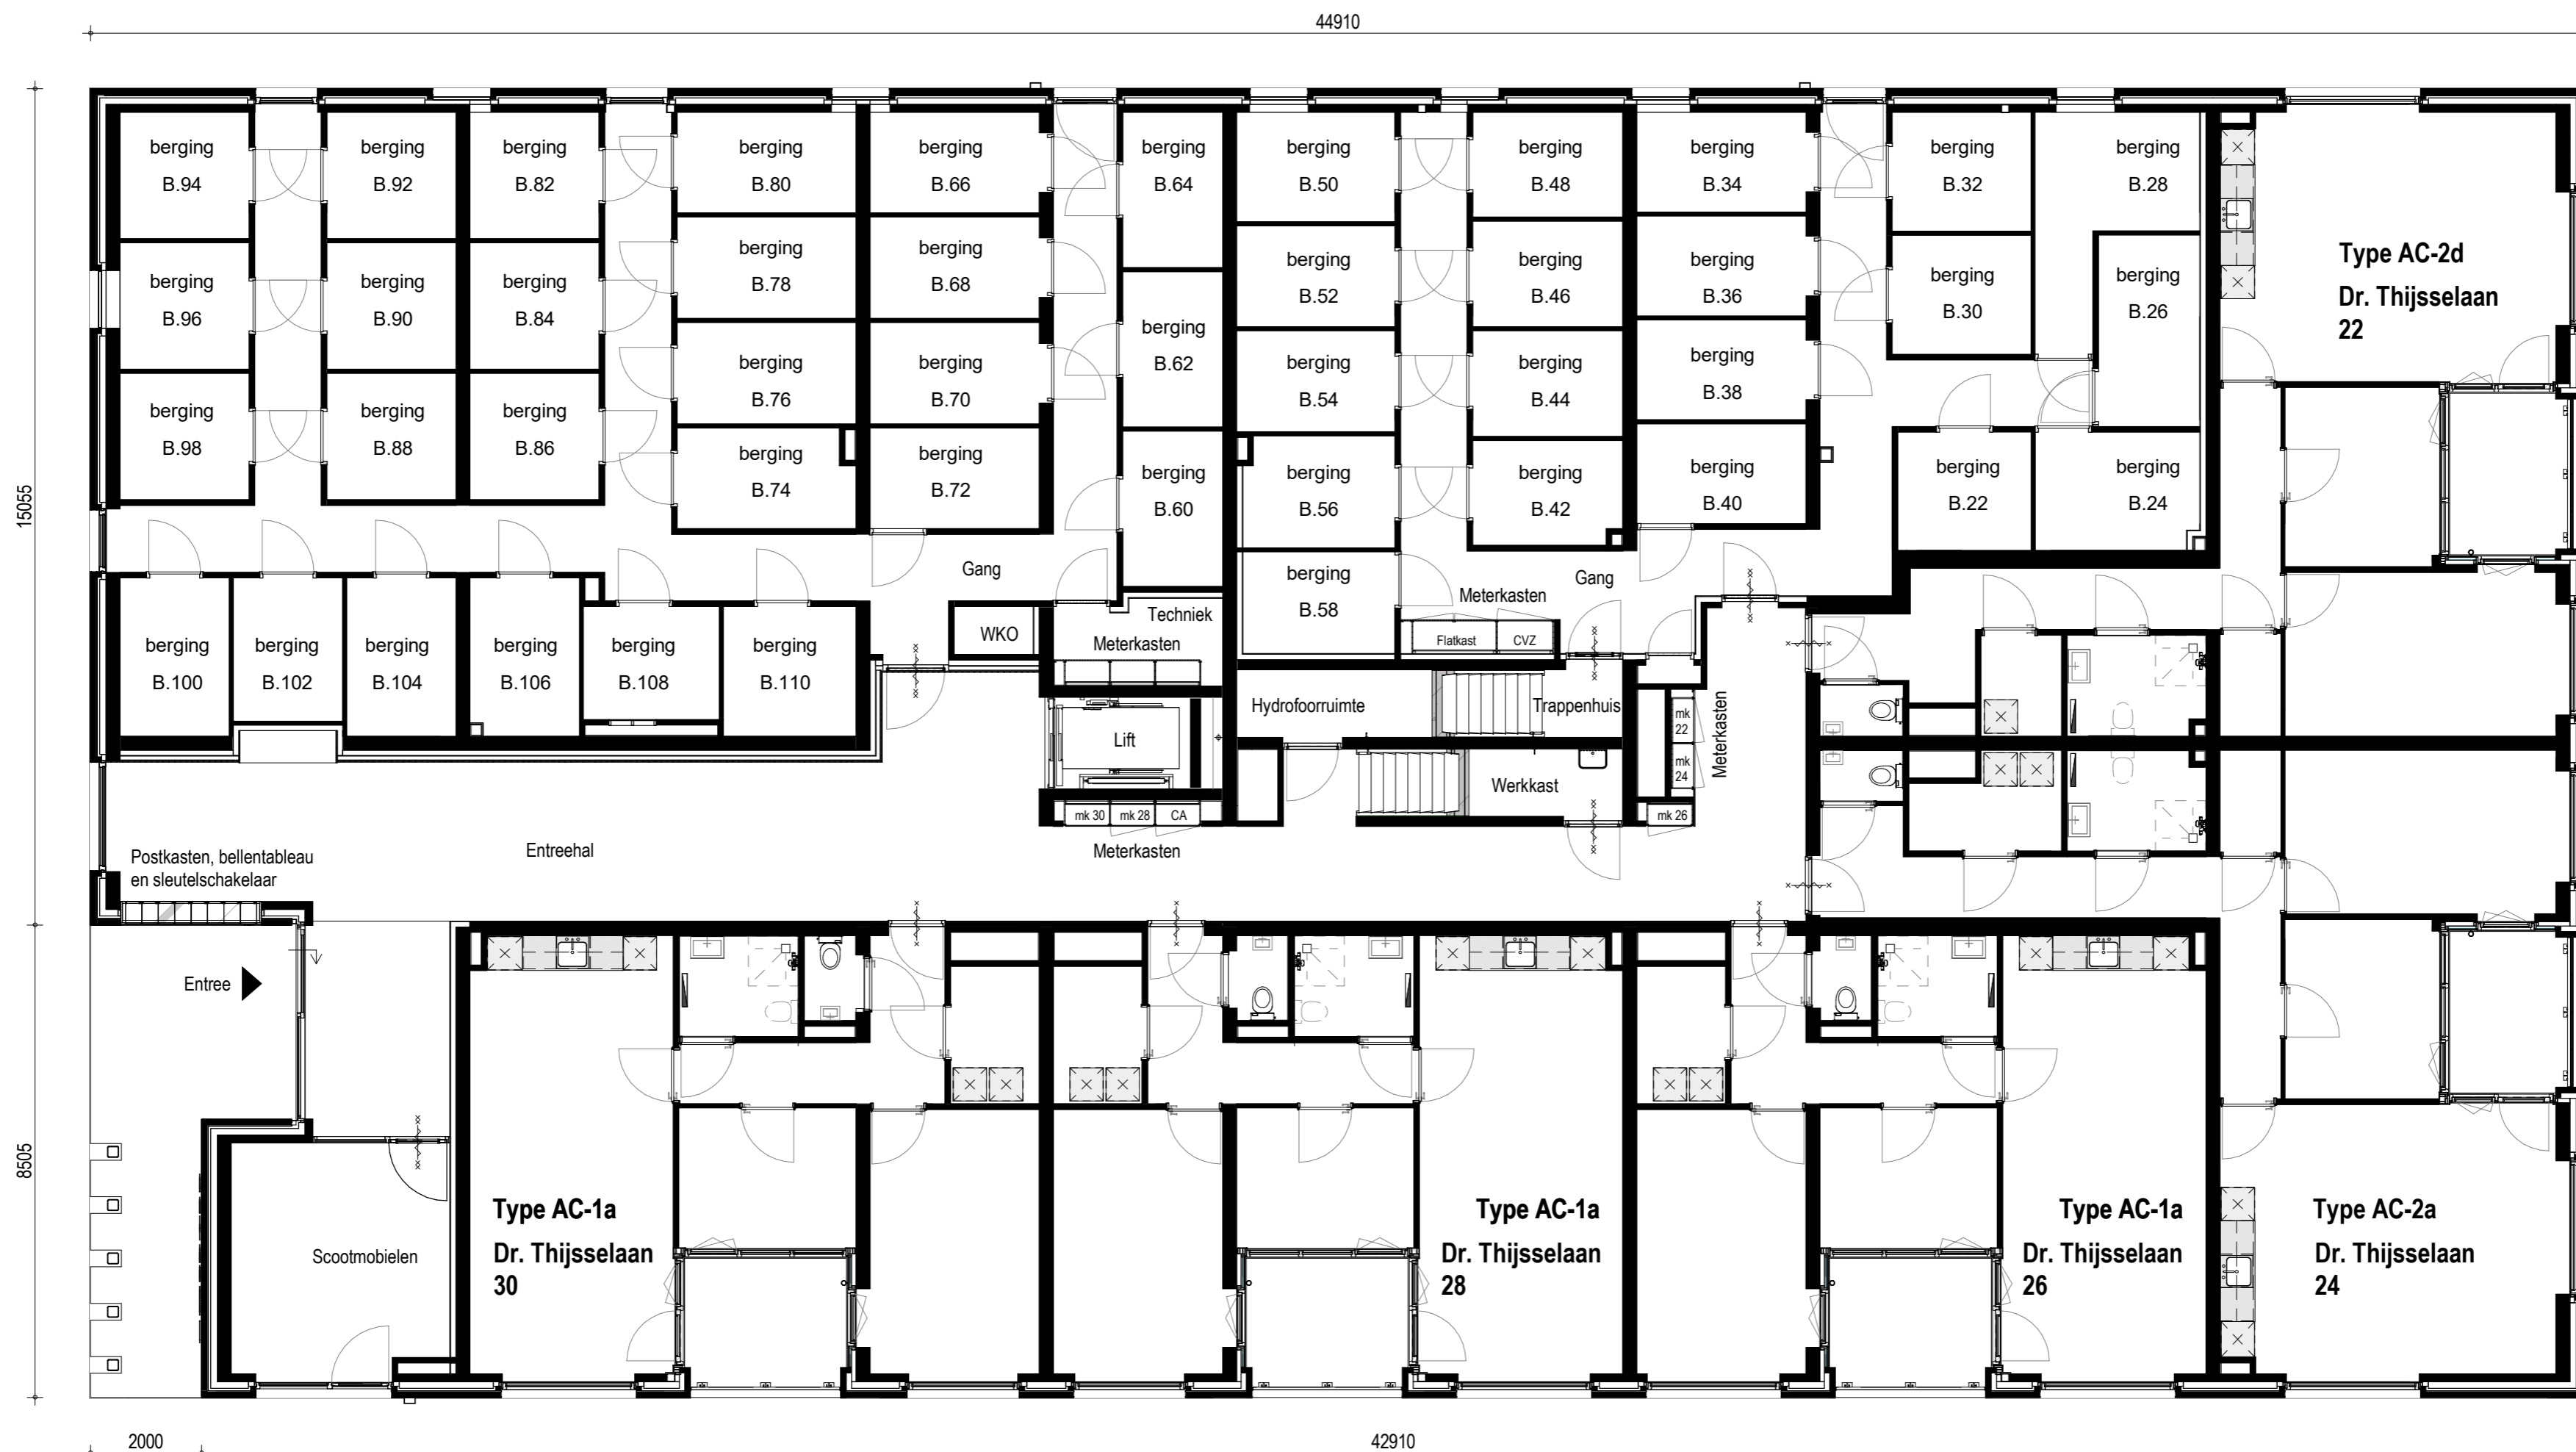 44910
berging
B.94
berging
B.92
berging
B.82
berging
B.80
berging
B.66
berging
B.64
berging
B.50
berging
B.48
berging
B.34
berging
B.32
berging
B.28
berging
B.96
berging
B.90
berging
B.84
berging
B.78
berging
B.68
berging
B.62
berging
B.52
berging
B.46
berging
B.36
berging
B.30
berging
B.26
Type AC-2d
Dr. Thijsselaan
22
berging
B.98
berging
B.88
berging
B.86
berging
B.76
berging
B.70
berging
B.54
berging
B.44
berging
B.38
berging
B.74
berging
B.72
berging
B.60
berging
B.56
berging
B.42
berging
B.40
berging
B.22
berging
B.24
15055
Gang
berging
B.58
Gang
Meterkasten
Flatkast
CVZ
Techniek
Meterkasten
WKO
berging
B.100
berging
B.102
berging
B.104
berging
B.106
berging
B.108
berging
B.110
Lift
Hydrofoorruimte
Trappenhuis
mk
22
mk
24
Meterkasten
Werkkast
mk 30
mk 28
CA
mk 26
Meterkasten
Entreehal
Postkasten, bellentableau
en sleutelschakelaar
Entree
8505
Scootmobielen
Type AC-1a
Dr. Thijsselaan
30
Type AC-1a
Dr. Thijsselaan
28
Type AC-1a
Dr. Thijsselaan
26
Type AC-2a
Dr. Thijsselaan
24
2000
42910